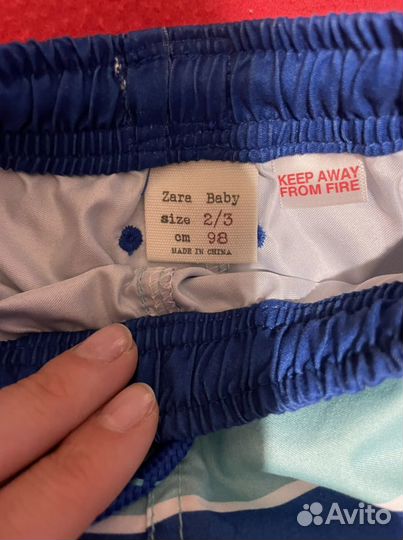 Zara Baby
size 2/3
cm 98
MADE IN CHINA
KEEP AWAY
FROM FIRE
Avito